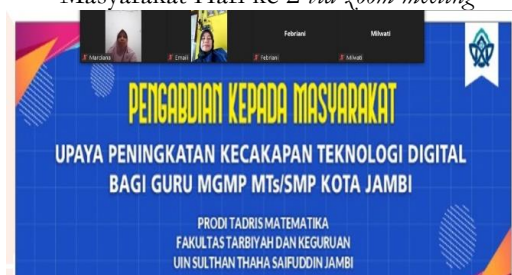 Masyarakat Hari ke 2 via zoom meeting
Febriani
Milwati
Marciana
Emaili
Febriani
Milwati
PENGABDIAN KEPADA MASYARAKAT
UPAYA PENINGKATAN KECAKAPAN TEKNOLOGI DIGITAL
BAGI GURU MGMP MTs/SMP KOTA JAMBI
PRODI TADRIS MATEMATIKA
FAKULTAS TARBIYAH DAN KEGURUAN
UIN SULTHAN THAHA SAIFUDDIN JAMBI